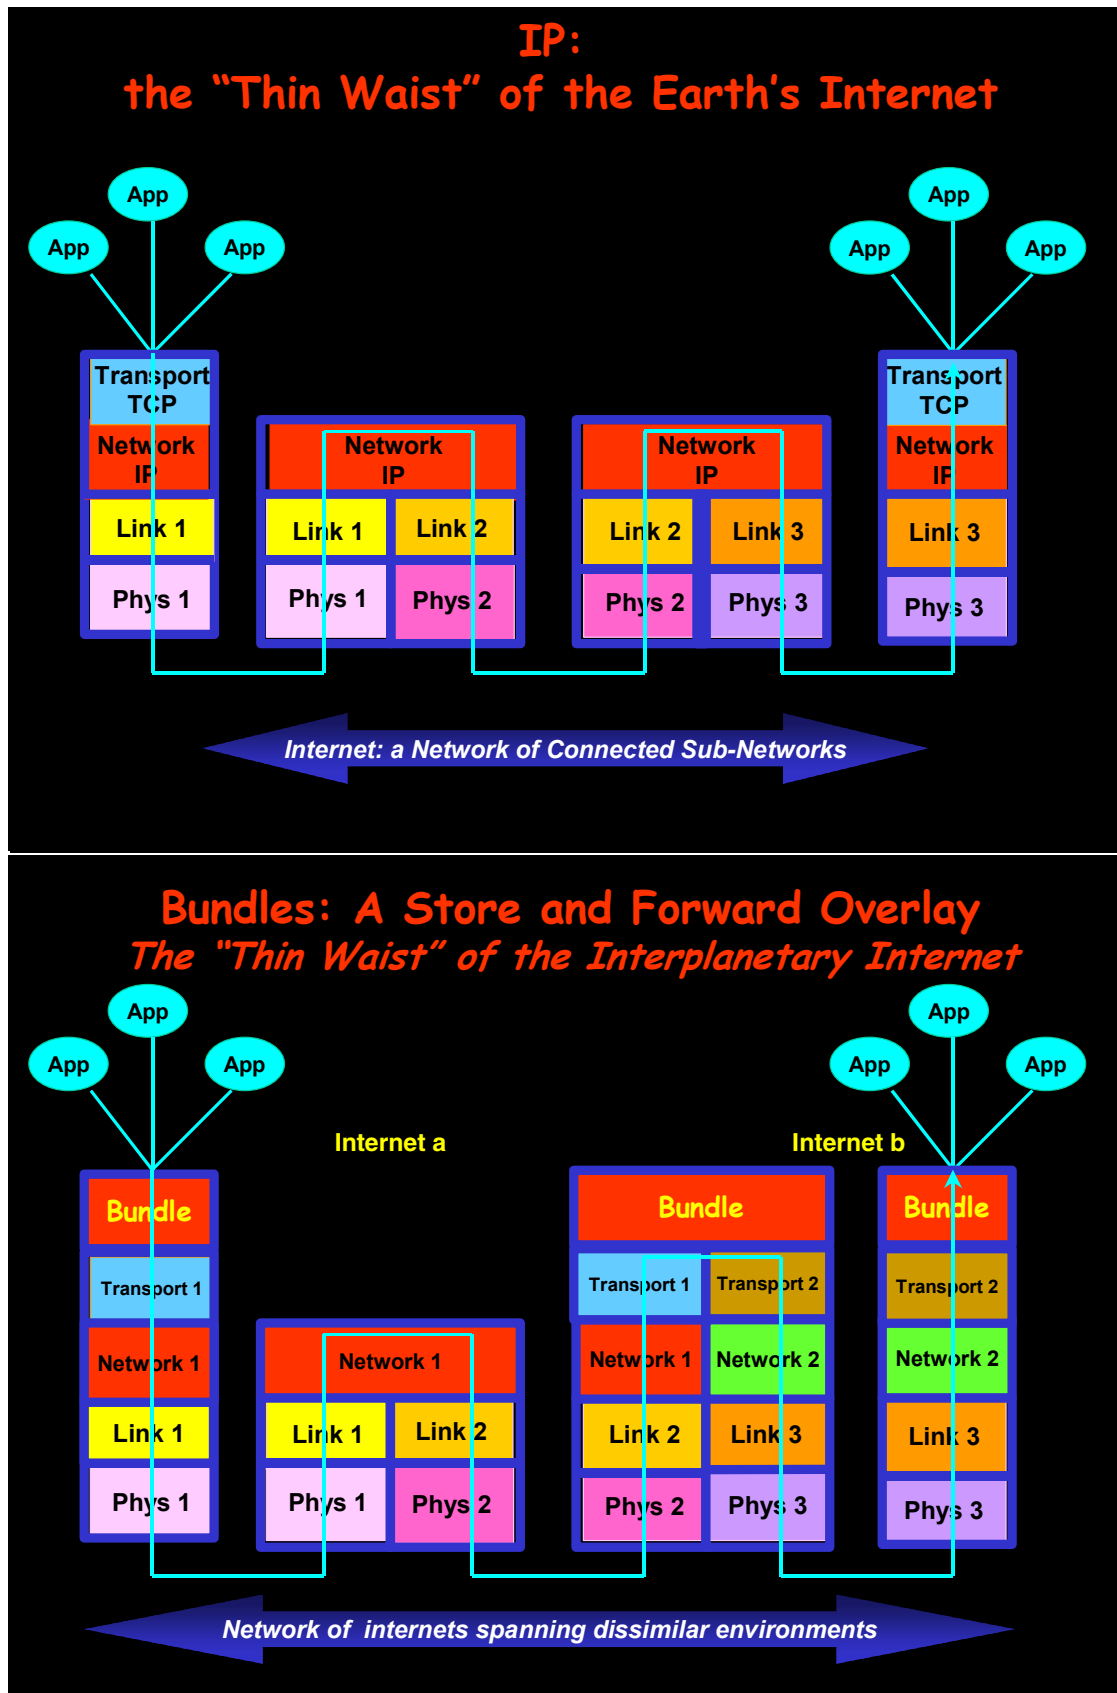 IP:
the “Thin Waist” of the Earth’s Internet
App
App
App
App
App
App
Transport
TCP
Network
IP
Link 1
Phys 1
Network
IP
Link 1
Link 2
Phys 1
Phys 2
Network
IP
Link 2
Link 3
Phys 2
Phys 3
Transport
TCP
Network
IP
Link 3
Phys 3
Internet: a Network of Connected Sub-Networks
Bundles: A Store and Forward Overlay
The “Thin Waist” of the Interplanetary Internet
App
App
App
App
App
App
Internet a
Internet b
Bundle
Transport 1
Network 1
Link 1
Phys 1
Network 1
Link 1
Link 2
Phys 1
Phys 2
Bundle
Transport 1
Transport 2
Network 1
Network 2
Link 2
Link 3
Phys 2
Phys 3
Bundle
Transport 2
Network 2
Link 3
Phys 3
Network of  internets spanning dissimilar environments